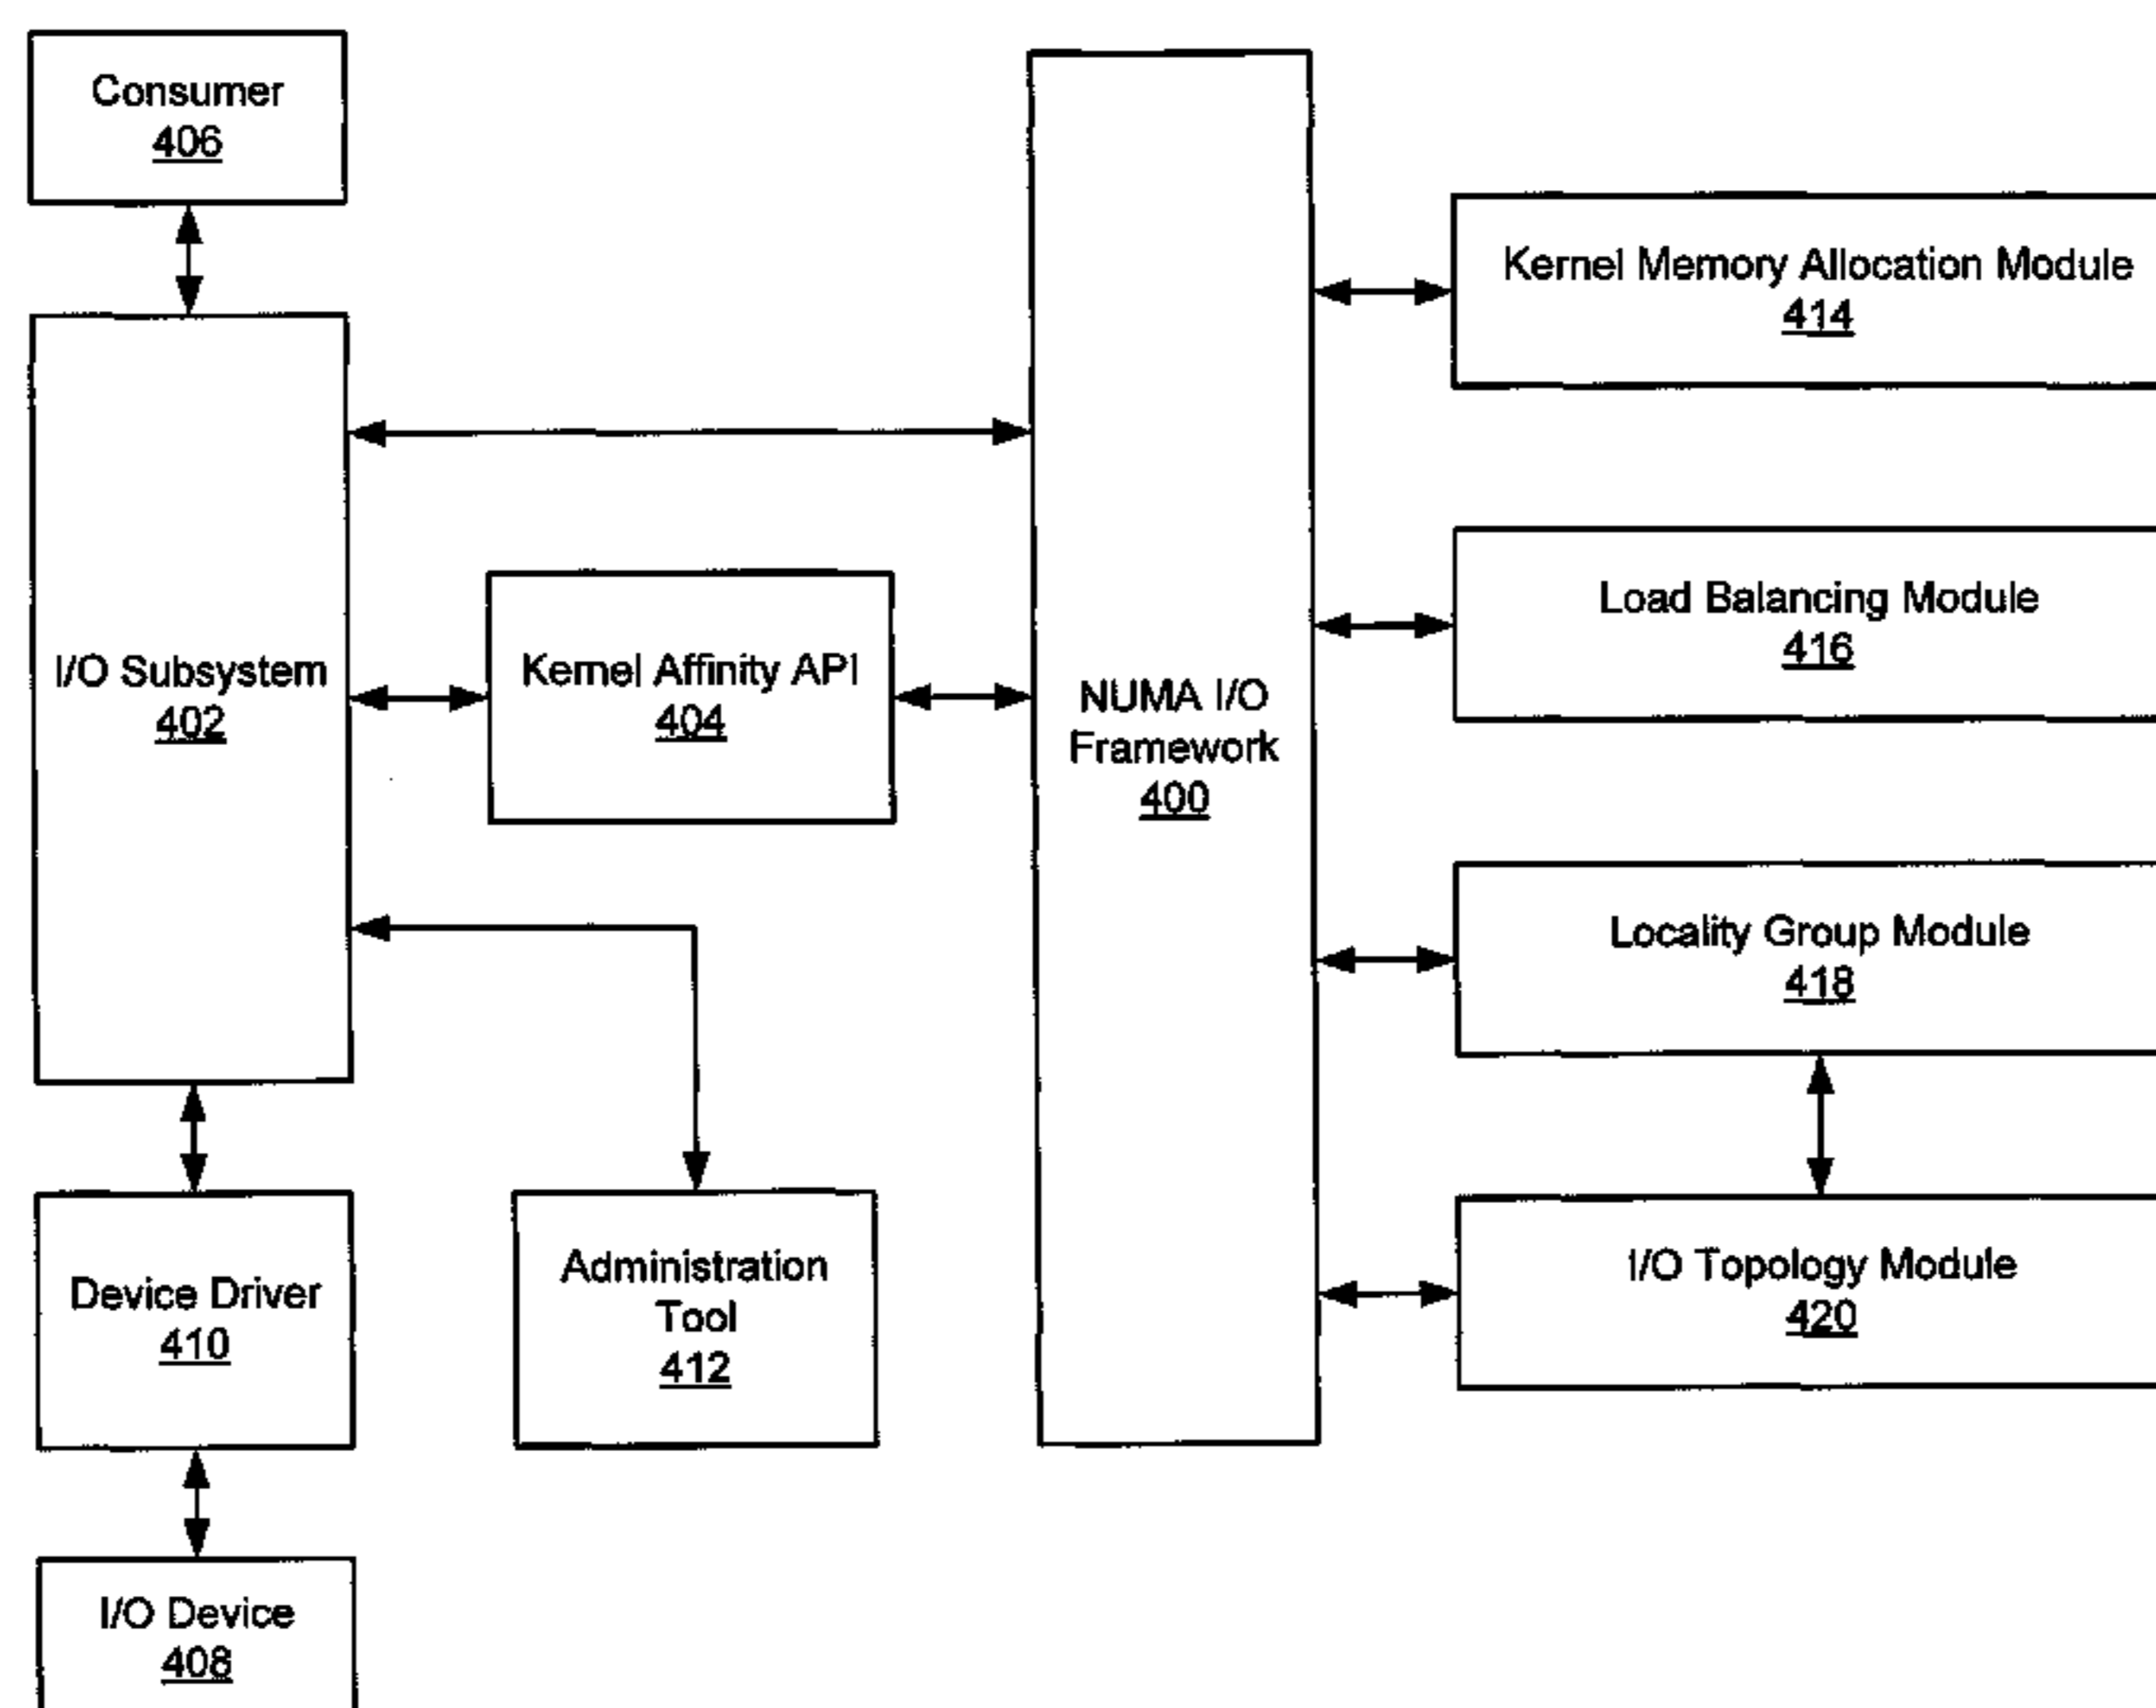 Consumer
406
Kernel Memory Allocation Module
414
Load Balancing Module
416
I/O Subsystem
402
Kernel Affinity API
404
NUMA I/O
Framework
400
Locality Group Module
418
Device Driver
410
Administration
Tool
412
I/O Topology Module
420
I/O Device
408